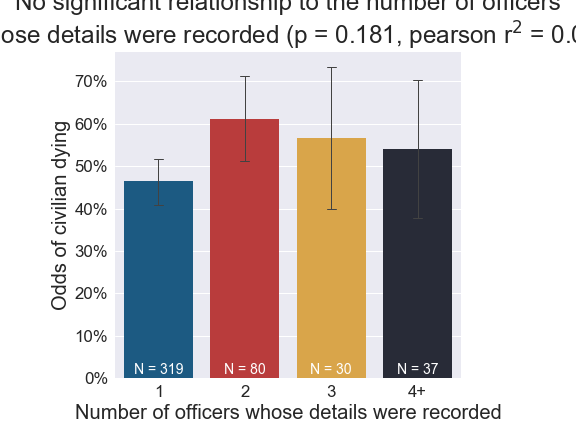 No significant relationship to the number of officers
ose details were recorded (p = 0.181, pearson r² = 0.0
70%
60%
50%
40%
30%
20%
10%
0%
Odds of civilian dying
N = 319
N = 80
N = 30
N = 37
1
2
3
4+
Number of officers whose details were recorded